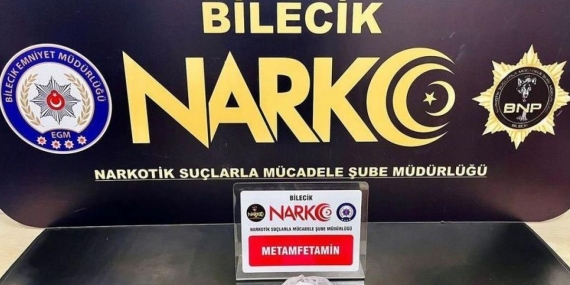 BİLECİK
NARKO
NARKOTİK SUÇLARLA MÜCADELE ŞUBE MÜDÜRLÜĞÜ
BİLECİK EMNİYET MÜDÜRLÜĞÜ
EGM
BNP
BİLECİK
NARKO
NARKOTİK SUÇLARLA MÜCADELE ŞUBE MÜDÜRLÜĞÜ
METAMFETAMİN